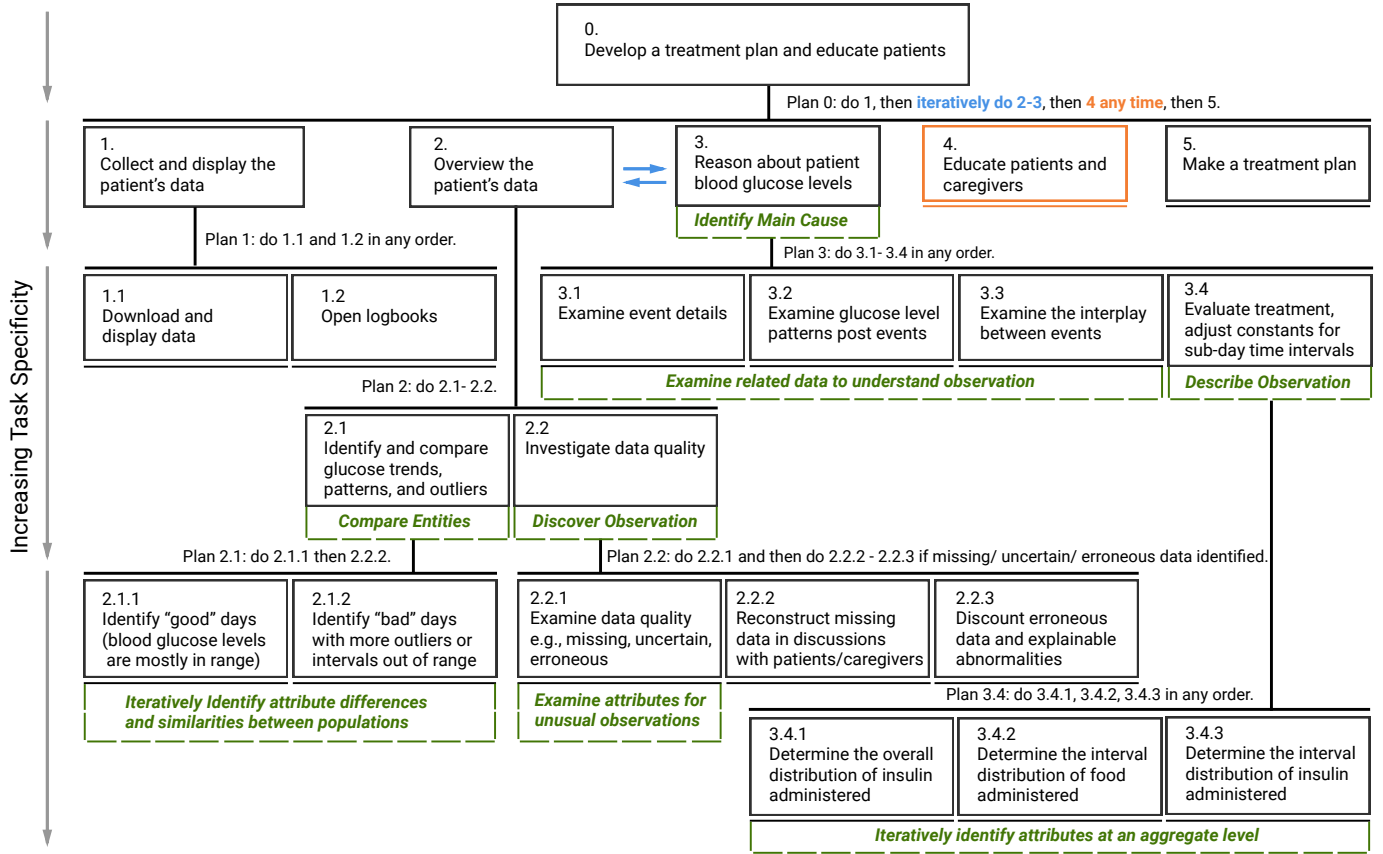 0.
Develop a treatment plan and educate patients
Plan 0: do 1, then iteratively do 2-3, then 4 any time, then 5.
1.
Collect and display the
patient's data
2.
Overview the
patient's data
3.
Reason about patient
blood glucose levels
Identify Main Cause
4.
Educate patients and
caregivers
5.
Make a treatment plan
Plan 1: do 1.1 and 1.2 in any order.
Plan 3: do 3.1- 3.4 in any order.
1.1
Download and
display data
1.2
Open logbooks
3.1
Examine event details
3.2
Examine glucose level
patterns post events
3.3
Examine the interplay
between events
3.4
Evaluate treatment,
adjust constants for
sub-day time intervals
Examine related data to understand observation
Describe Observation
Increasing Task Specificity
Plan 2: do 2.1- 2.2.
2.1
Identify and compare
glucose trends,
patterns, and outliers
Compare Entities
2.2
Investigate data quality
Discover Observation
Plan 2.1: do 2.1.1 then 2.2.2.
Plan 2.2: do 2.2.1 and then do 2.2.2 - 2.2.3 if missing/ uncertain/ erroneous data identified.
2.1.1
Identify “good” days
(blood glucose levels
are mostly in range)
2.1.2
Identify “bad” days
with more outliers or
intervals out of range
Iteratively Identify attribute differences
and similarities between populations
2.2.1
Examine data quality
e.g., missing, uncertain,
erroneous
Examine attributes for
unusual observations
2.2.2
Reconstruct missing
data in discussions
with patients/caregivers
2.2.3
Discount erroneous
data and explainable
abnormalities
Plan 3.4: do 3.4.1, 3.4.2, 3.4.3 in any order.
3.4.1
Determine the overall
distribution of insulin
administered
3.4.2
Determine the interval
distribution of food
administered
3.4.3
Determine the interval
distribution of insulin
administered
Iteratively identify attributes at an aggregate level